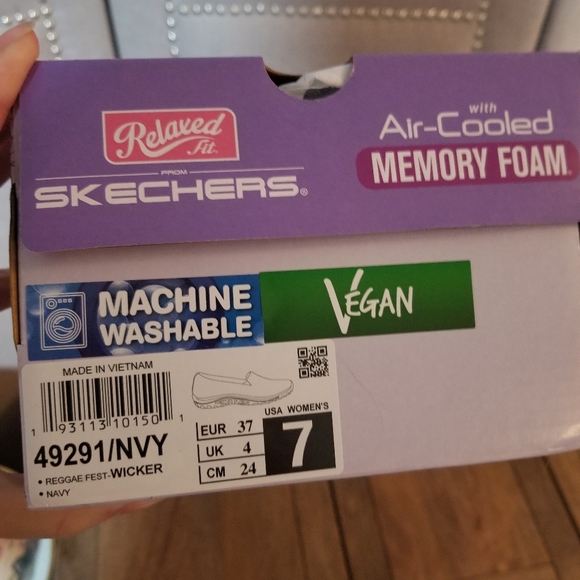 Relaxed
Fit
FROM
SKECHERS®
with
Air-Cooled
MEMORY FOAM®
MACHINE
WASHABLE
VEGAN
MADE IN VIETNAM
1 93113 10150 1
49291/NVY
• REGGAE FEST-WICKER
• NAVY
USA WOMEN'S
EUR 37
UK 4
CM 24
7